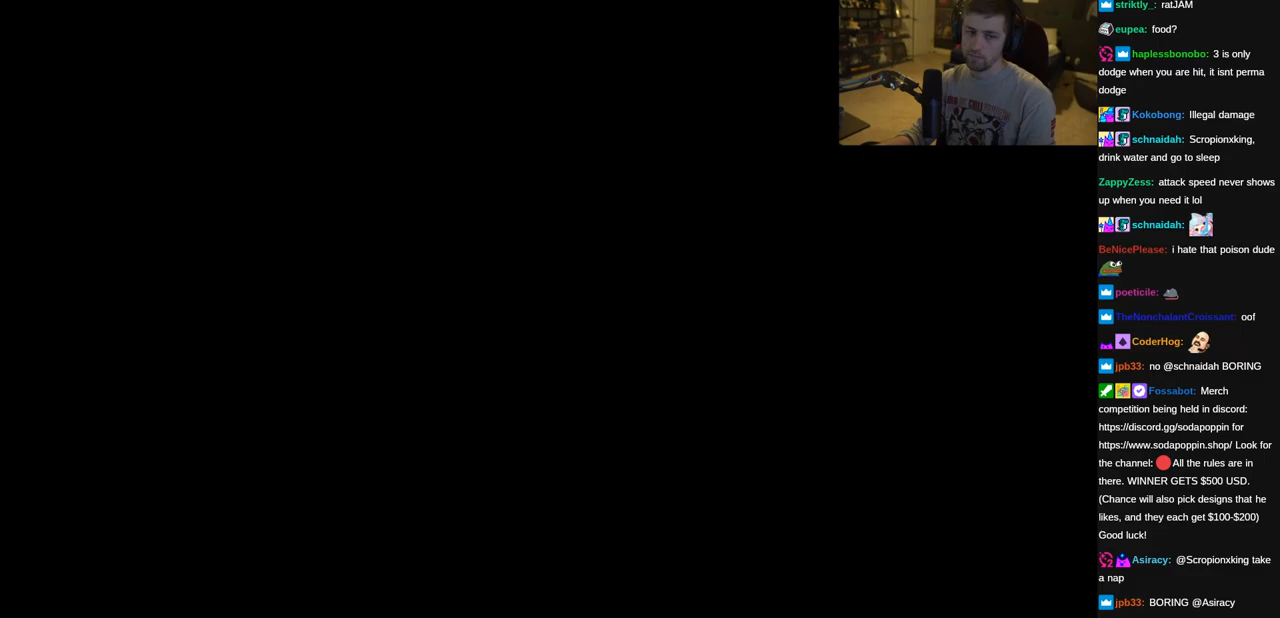 striktly_: ratJAM
eupea: food?
haplessbonobo: 3 is only
dodge when you are hit, it isnt perma
dodge
Kokobong: Illegal damage
schnaidah: Scropionxking,
drink water and go to sleep
ZappyZess: attack speed never shows
up when you need it lol
schnaidah:
BeNicePlease: i hate that poison dude
poeticile:
TheNonchalantCroissant: oof
CoderHog:
jpb33: no @schnaidah BORING
Fossabot: Merch
competition being held in discord:
https://discord.gg/sodapoppin for
https://www.sodapoppin.shop/ Look for
the channel: All the rules are in
there. WINNER GETS $500 USD.
(Chance will also pick designs that he
likes, and they each get $100-$200)
Good luck!
Asiracy: @Scropionxking take
a nap
jpb33: BORING @Asiracy